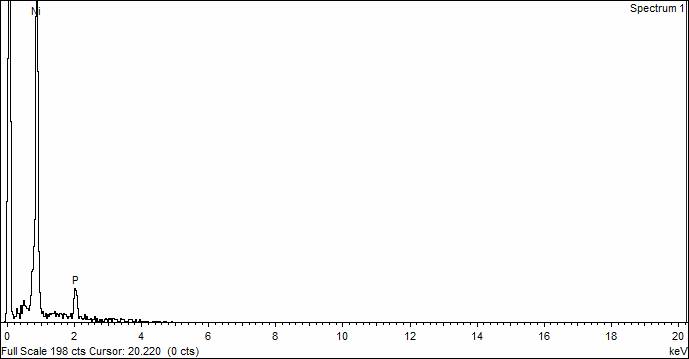 Spectrum 1
Ni
P
0 2 4 6 8 10 12 14 16 18 20
Full Scale 198 cts Cursor: 20.220 (0 cts) keV